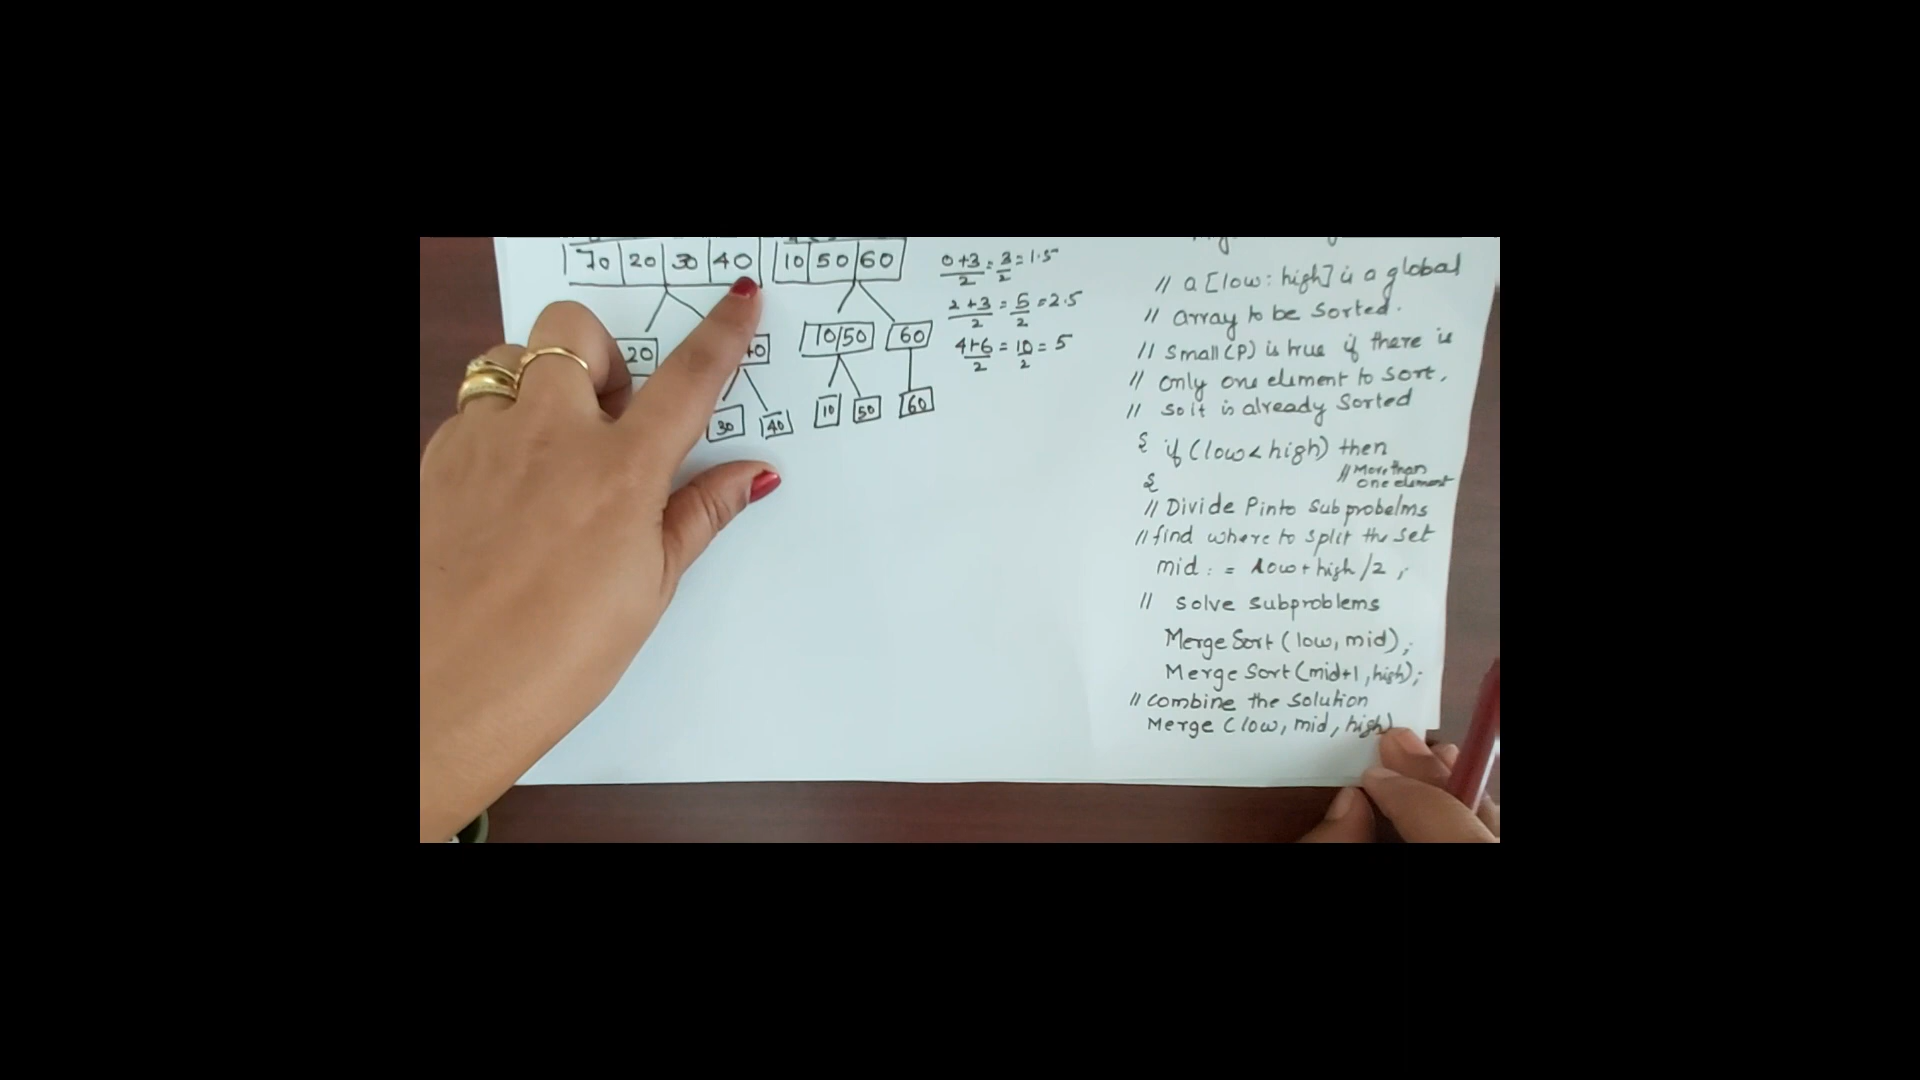 70 20 30 40 10 50 60
20 40 10/50 60
30 40 10 50 60
0+3/2 = 3/2 = 1.5
2+3/2 = 5/2 = 2.5
4+6/2 = 10/2 = 5
// a [low : high] is a global
// array to be sorted.
// Small (P) is true if there is
// only one element to sort,
// so it is already sorted
{ if (low < high) then
// More than
one element
{
// Divide P into sub probelms
// find where to split the set
mid : = low + high /2 ;
// solve subproblems
Merge Sort (low, mid);
Merge Sort (mid+1, high);
// combine the solution
Merge (low, mid, high)